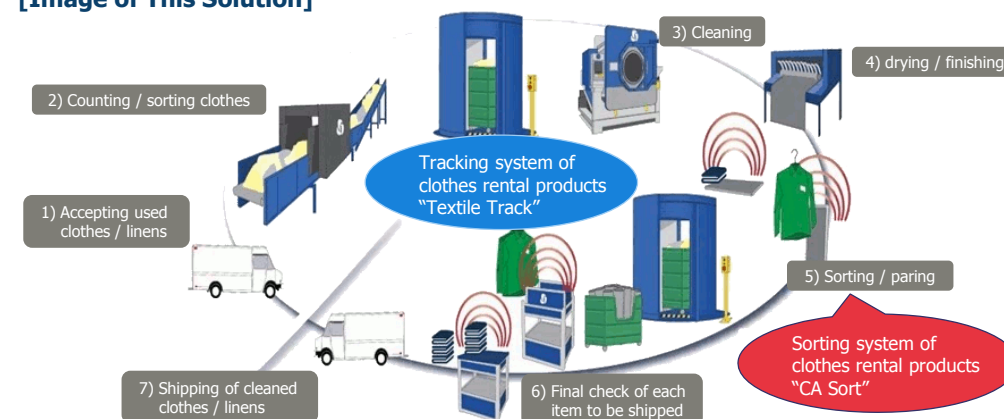 [Image of This Solution]
3) Cleaning
4) drying / finishing
2) Counting / sorting clothes
Tracking system of
clothes rental products
“Textile Track”
1) Accepting used
clothes / linens
5) Sorting / paring
Sorting system of
clothes rental products
“CA Sort”
7) Shipping of cleaned
clothes / linens
6) Final check of each
item to be shipped